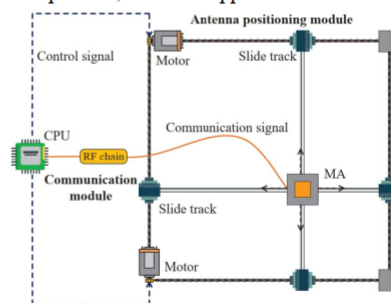 Antenna positioning module
Control signal
Motor
Slide track
Communication signal
CPU
RF chain
Communication
module
MA
Slide track
Motor